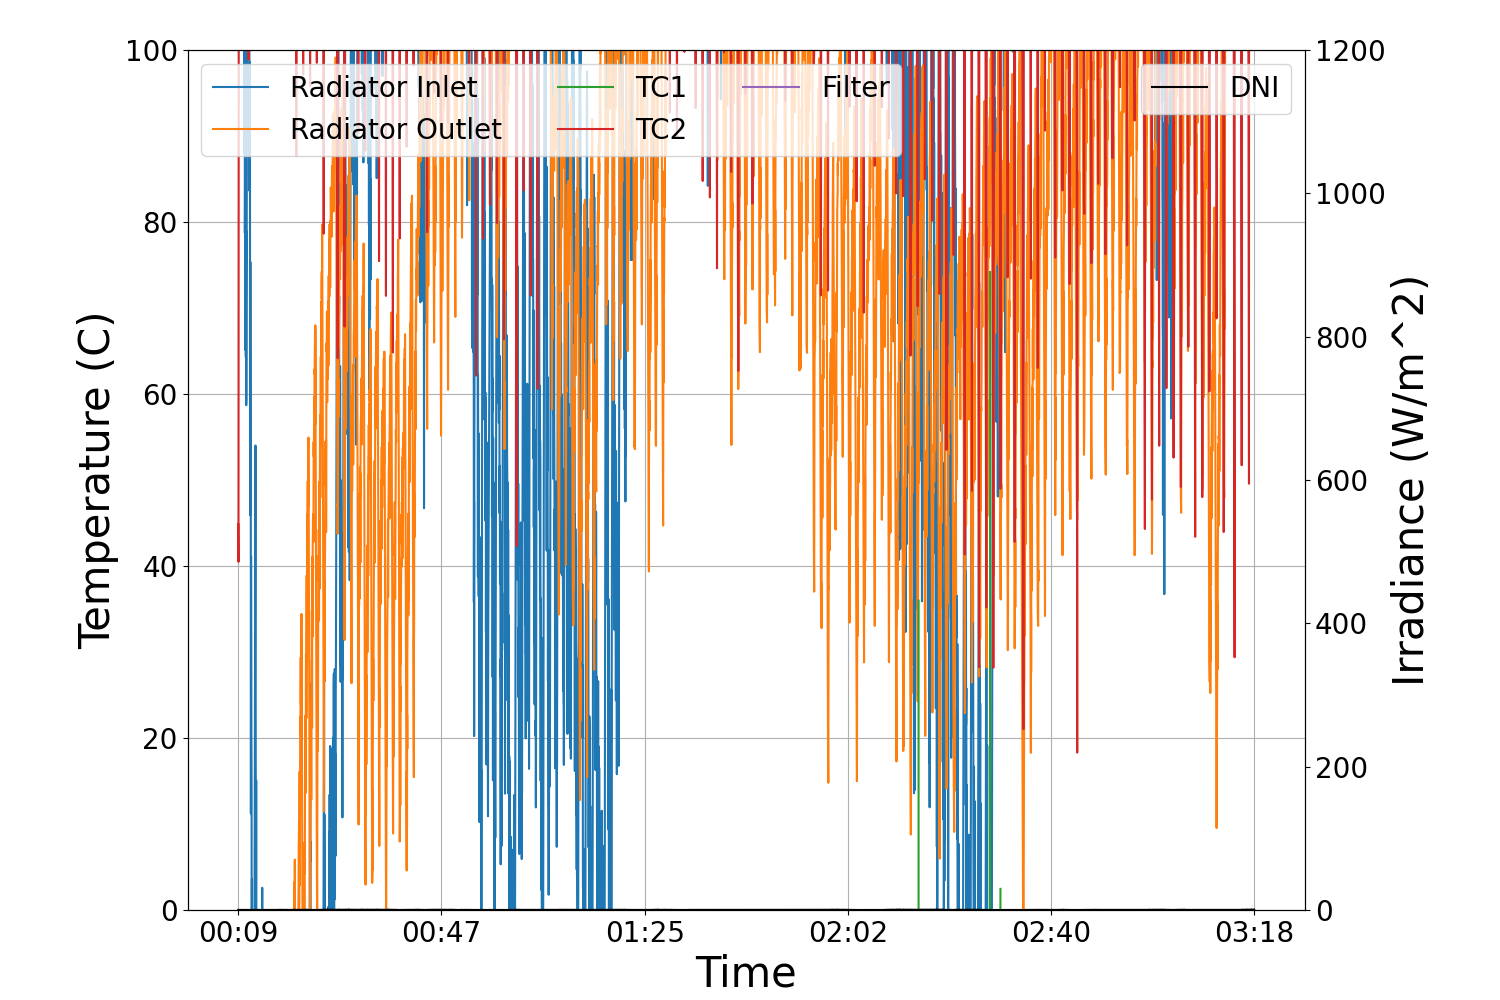 100
80
60
40
20
0
Temperature (C)
Radiator Inlet
Radiator Outlet
TC1
TC2
Filter
DNI
1200
1000
800
600
400
200
0
Irradiance (W/m^2)
00:09 00:47 01:25 02:02 02:40 03:18
Time